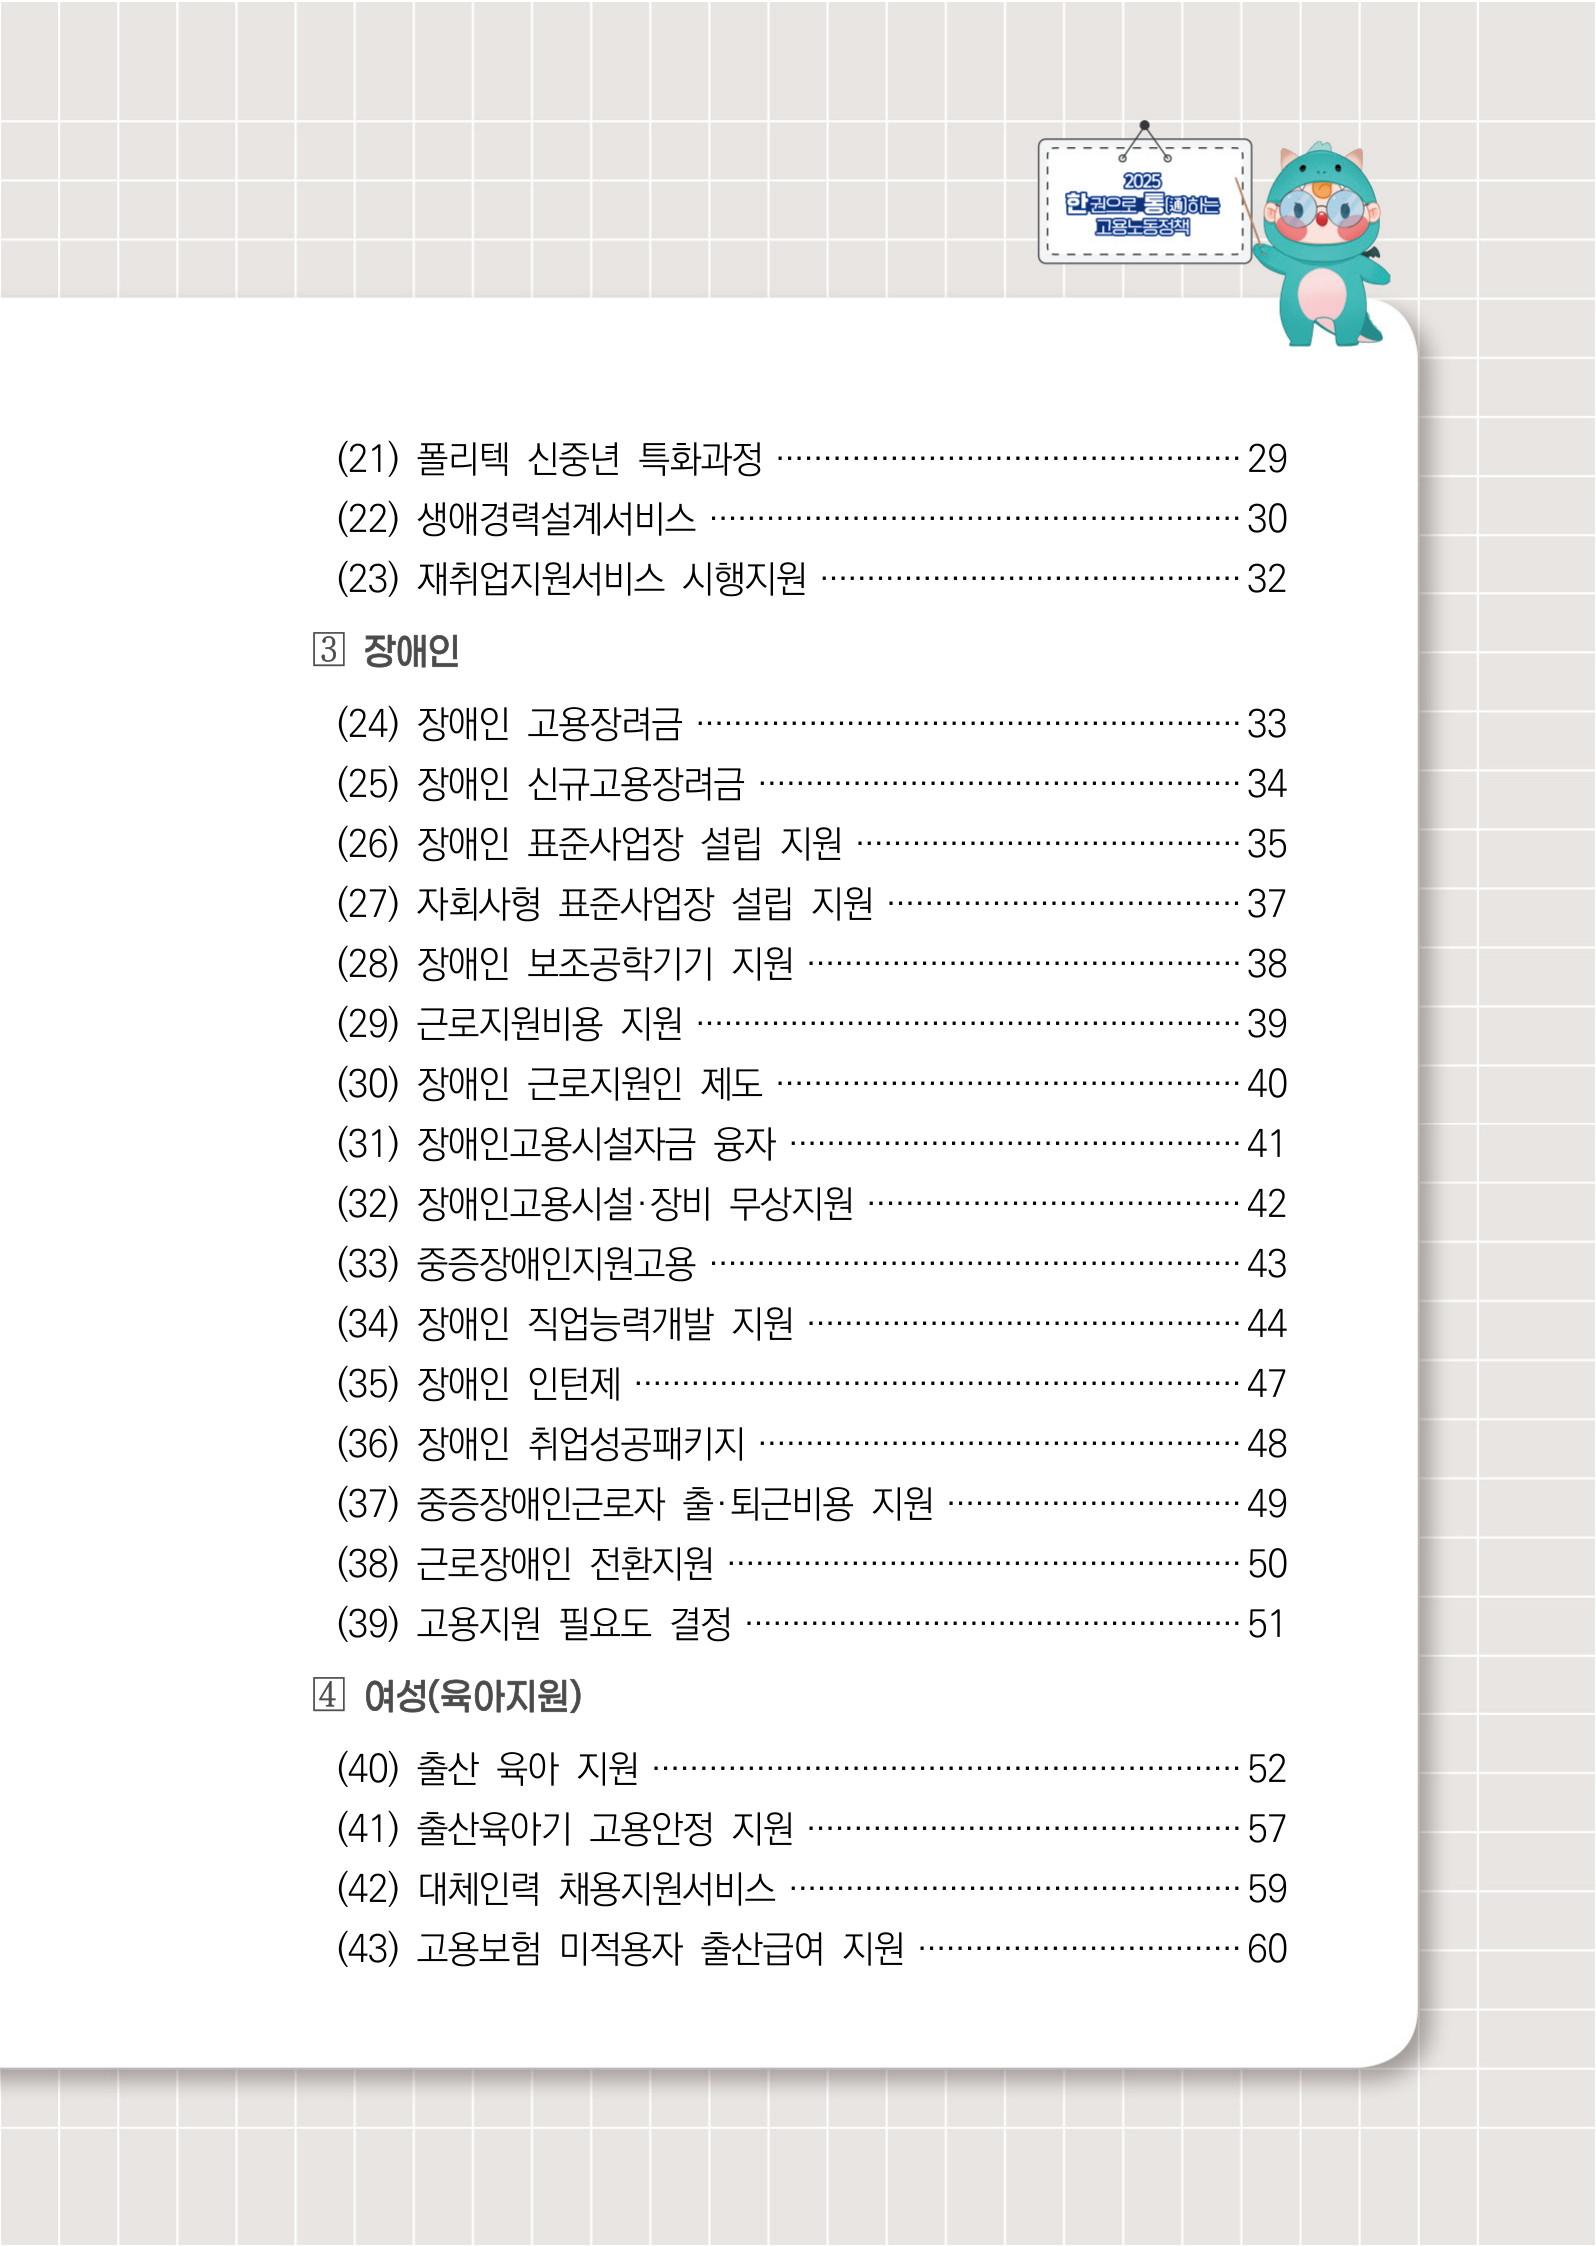 2025
한권으로 통(通)하는
고용노동정책
(21) 폴리텍 신중년 특화과정 29
(22) 생애경력설계서비스 30
(23) 재취업지원서비스 시행지원 32
3 장애인
(24) 장애인 고용장려금 33
(25) 장애인 신규고용장려금 34
(26) 장애인 표준사업장 설립 지원 35
(27) 자회사형 표준사업장 설립 지원 37
(28) 장애인 보조공학기기 지원 38
(29) 근로지원비용 지원 39
(30) 장애인 근로지원인 제도 40
(31) 장애인고용시설자금 융자 41
(32) 장애인고용시설·장비 무상지원 42
(33) 중증장애인지원고용 43
(34) 장애인 직업능력개발 지원 44
(35) 장애인 인턴제 47
(36) 장애인 취업성공패키지 48
(37) 중증장애인근로자 출·퇴근비용 지원 49
(38) 근로장애인 전환지원 50
(39) 고용지원 필요도 결정 51
4 여성(육아지원)
(40) 출산 육아 지원 52
(41) 출산육아기 고용안정 지원 57
(42) 대체인력 채용지원서비스 59
(43) 고용보험 미적용자 출산급여 지원 60